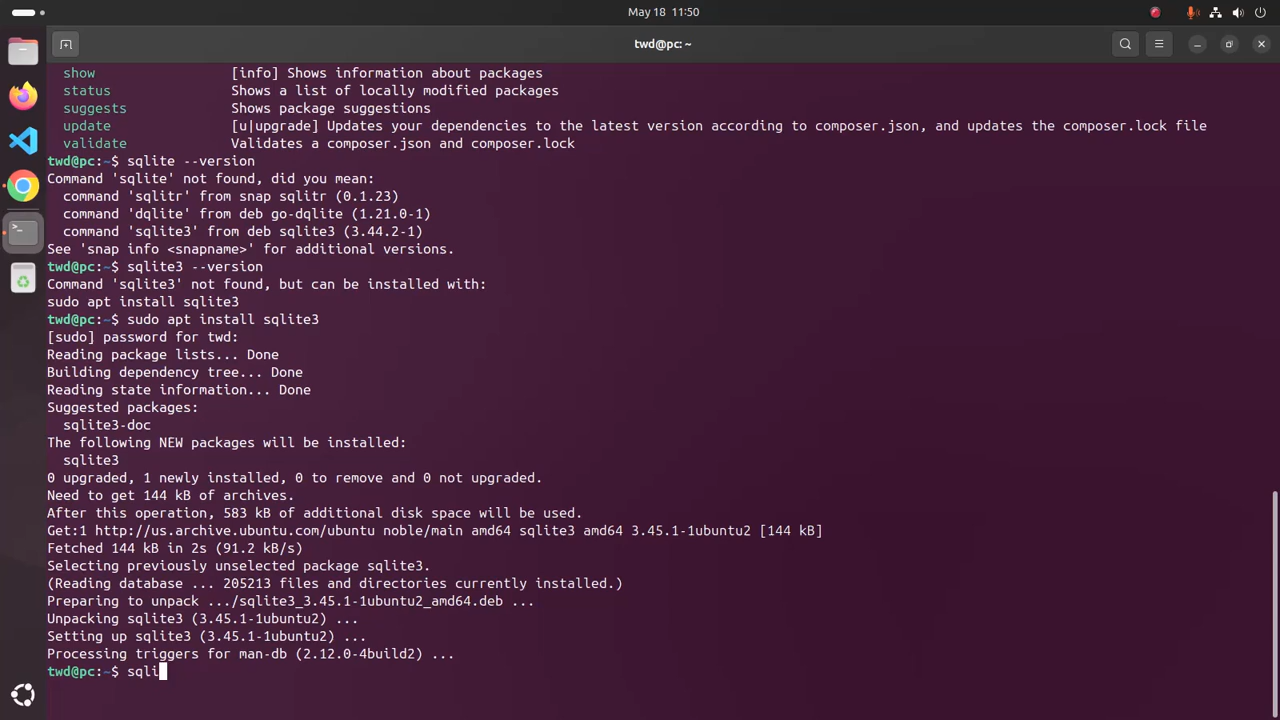 May 18 11:50
twd@pc: ~
show [info] Shows information about packages
status Shows a list of locally modified packages
suggests Shows package suggestions
update [u|upgrade] Updates your dependencies to the latest version according to composer.json, and updates the composer.lock file
validate Validates a composer.json and composer.lock
twd@pc:~$ sqlite --version
Command 'sqlite' not found, did you mean:
command 'sqlitr' from snap sqlitr (0.1.23)
command 'dqlite' from deb go-dqlite (1.21.0-1)
command 'sqlite3' from deb sqlite3 (3.44.2-1)
See 'snap info <snapname>' for additional versions.
twd@pc:~$ sqlite3 --version
Command 'sqlite3' not found, but can be installed with:
sudo apt install sqlite3
twd@pc:~$ sudo apt install sqlite3
[sudo] password for twd:
Reading package lists... Done
Building dependency tree... Done
Reading state information... Done
Suggested packages:
sqlite3-doc
The following NEW packages will be installed:
sqlite3
0 upgraded, 1 newly installed, 0 to remove and 0 not upgraded.
Need to get 144 kB of archives.
After this operation, 583 kB of additional disk space will be used.
Get:1 http://us.archive.ubuntu.com/ubuntu noble/main amd64 sqlite3 amd64 3.45.1-1ubuntu2 [144 kB]
Fetched 144 kB in 2s (91.2 kB/s)
Selecting previously unselected package sqlite3.
(Reading database ... 205213 files and directories currently installed.)
Preparing to unpack .../sqlite3_3.45.1-1ubuntu2_amd64.deb ...
Unpacking sqlite3 (3.45.1-1ubuntu2) ...
Setting up sqlite3 (3.45.1-1ubuntu2) ...
Processing triggers for man-db (2.12.0-4build2) ...
twd@pc:~$ sqli